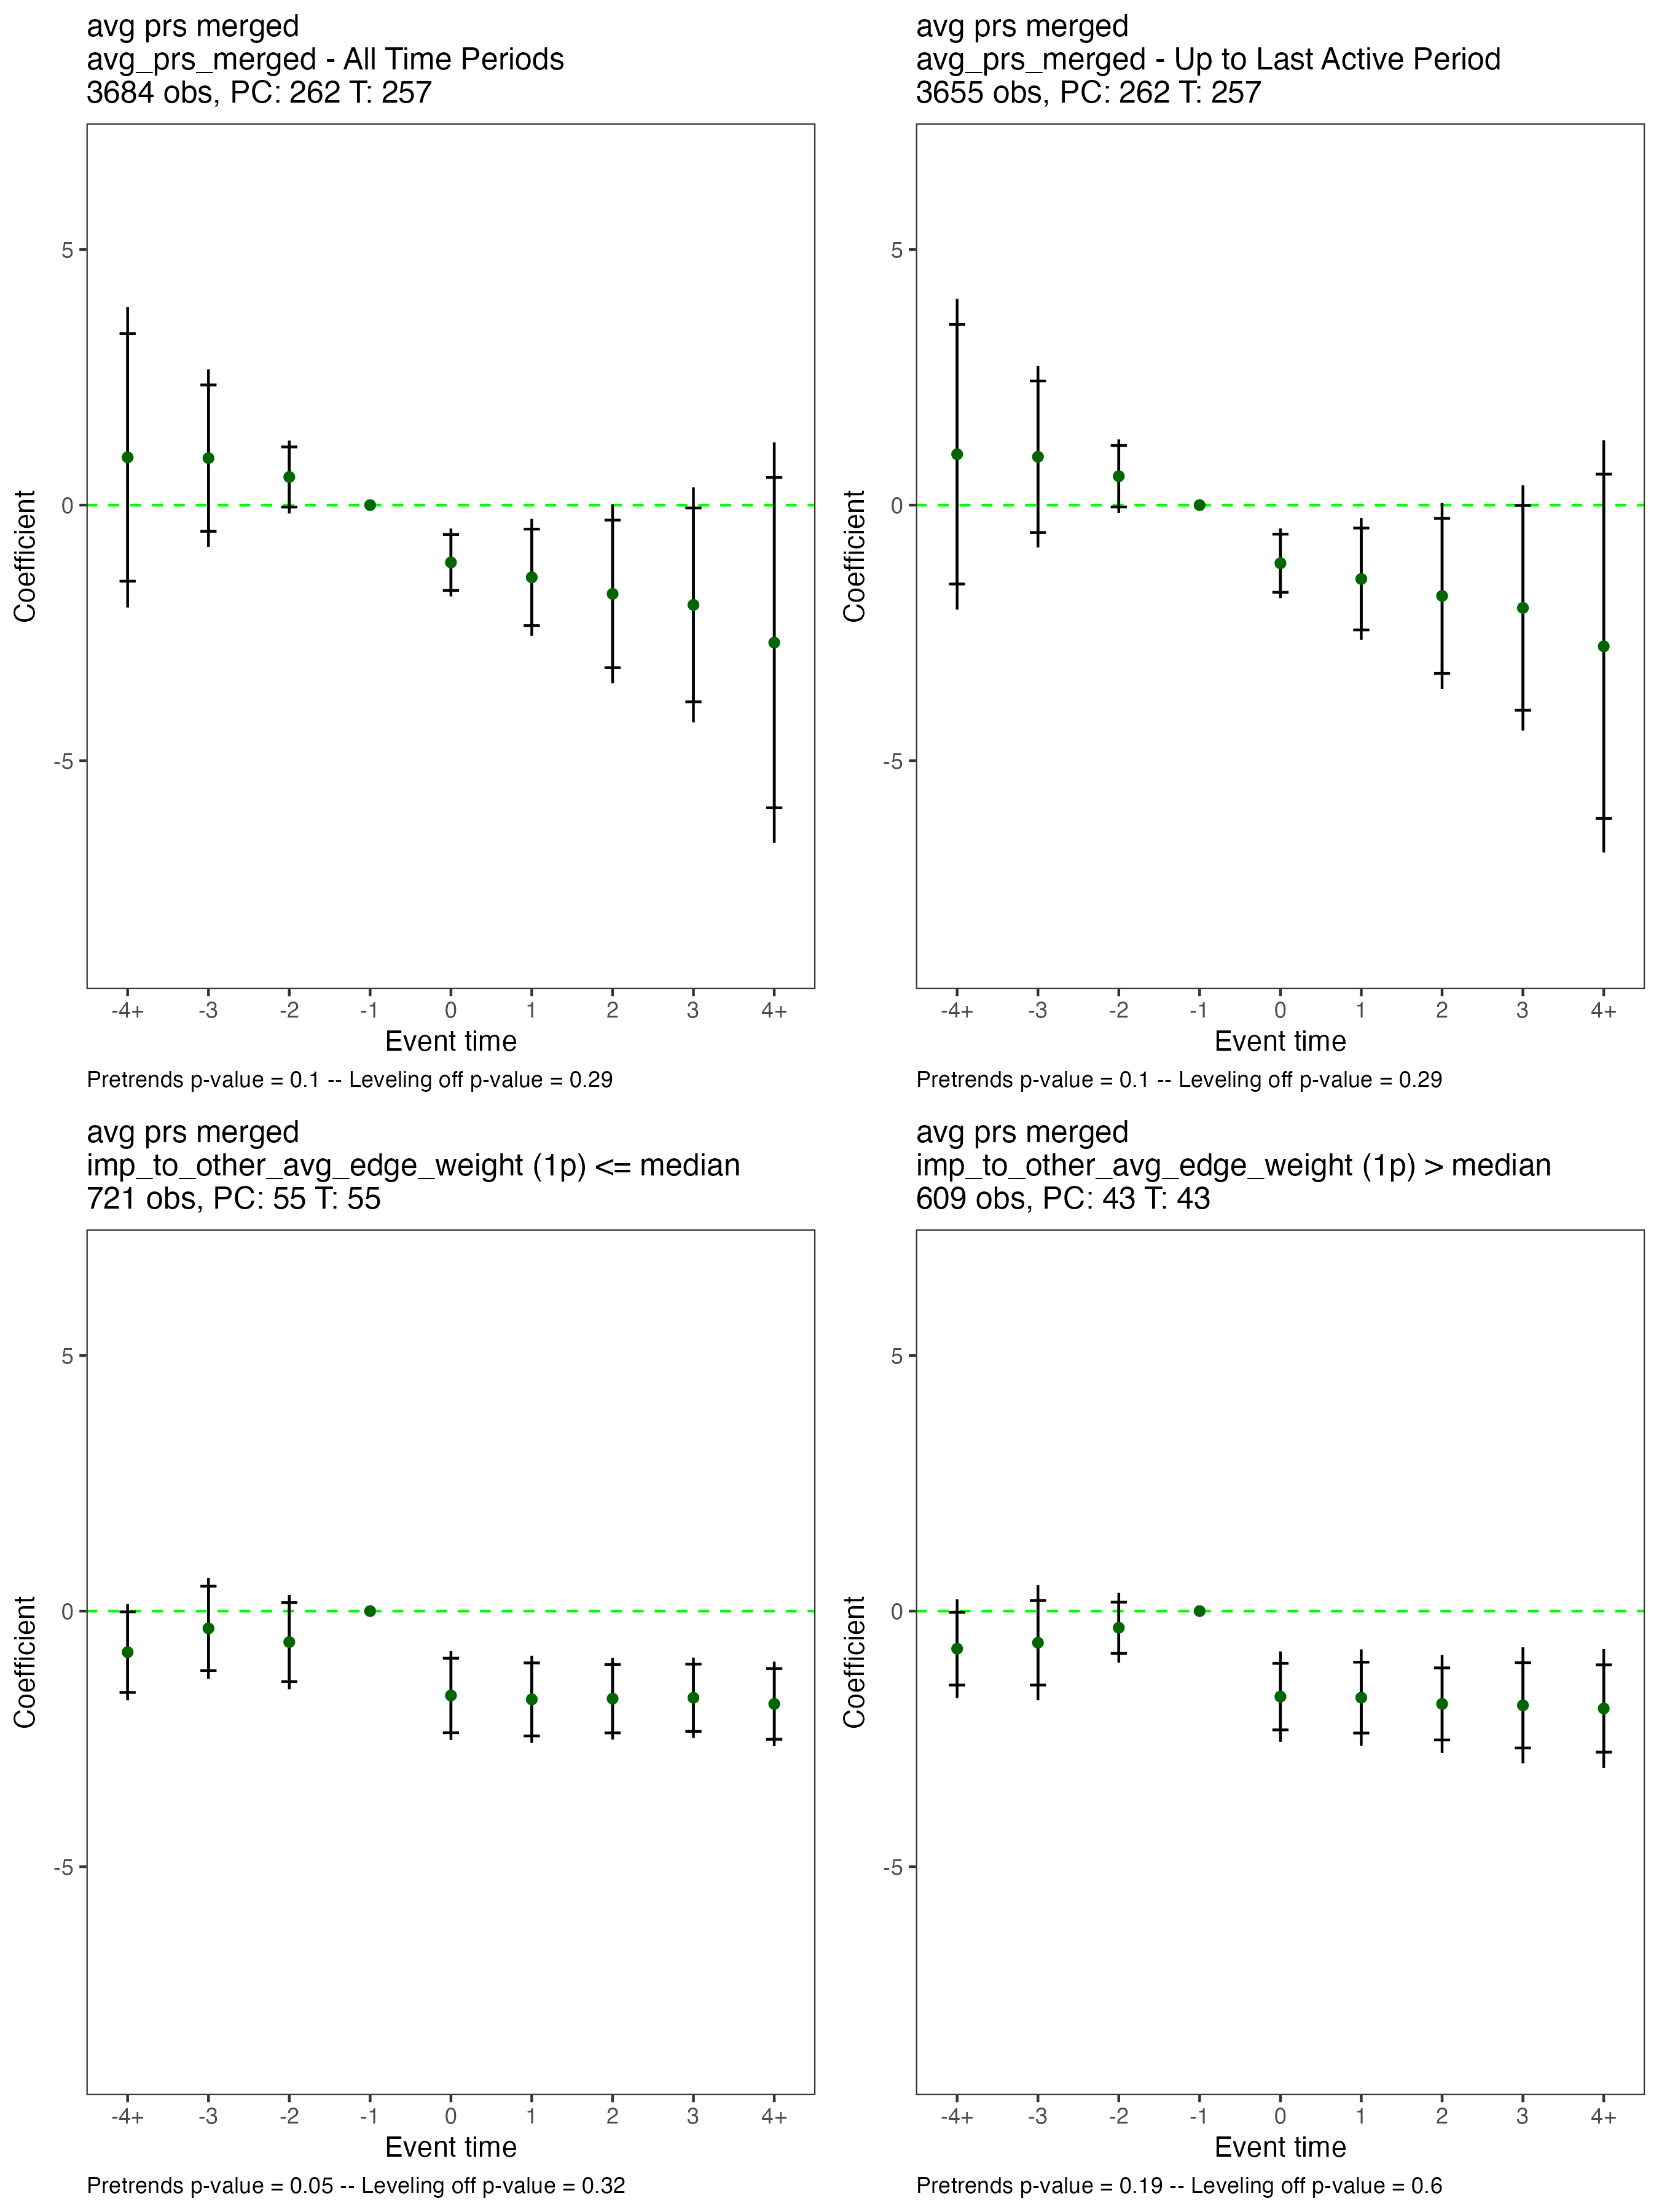 avg prs merged
avg_prs_merged - All Time Periods
3684 obs, PC: 262 T: 257
5
0
-5
Coefficient
-4+ -3 -2 -1 0 1 2 3 4+
Event time
Pretrends p-value = 0.1 -- Leveling off p-value = 0.29
avg prs merged
avg_prs_merged - Up to Last Active Period
3655 obs, PC: 262 T: 257
5
0
-5
Coefficient
-4+ -3 -2 -1 0 1 2 3 4+
Event time
Pretrends p-value = 0.1 -- Leveling off p-value = 0.29
avg prs merged
imp_to_other_avg_edge_weight (1p) <= median
721 obs, PC: 55 T: 55
5
0
-5
Coefficient
-4+ -3 -2 -1 0 1 2 3 4+
Event time
Pretrends p-value = 0.05 -- Leveling off p-value = 0.32
avg prs merged
imp_to_other_avg_edge_weight (1p) > median
609 obs, PC: 43 T: 43
5
0
-5
Coefficient
-4+ -3 -2 -1 0 1 2 3 4+
Event time
Pretrends p-value = 0.19 -- Leveling off p-value = 0.6